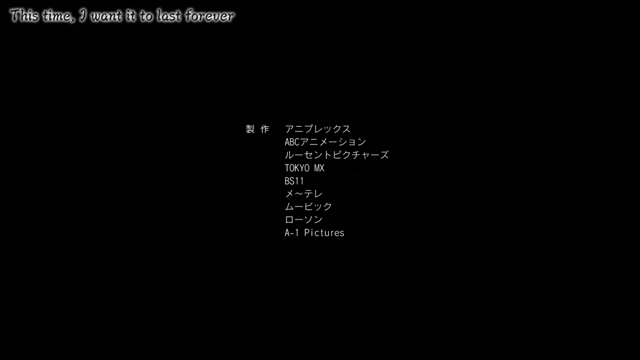 This time, I want it to last forever
製作 アニプレックス
ABCアニメーション
ルーセントピクチャーズ
TOKYO MX
BS11
メ～テレ
ムービック
ローソン
A-1 Pictures